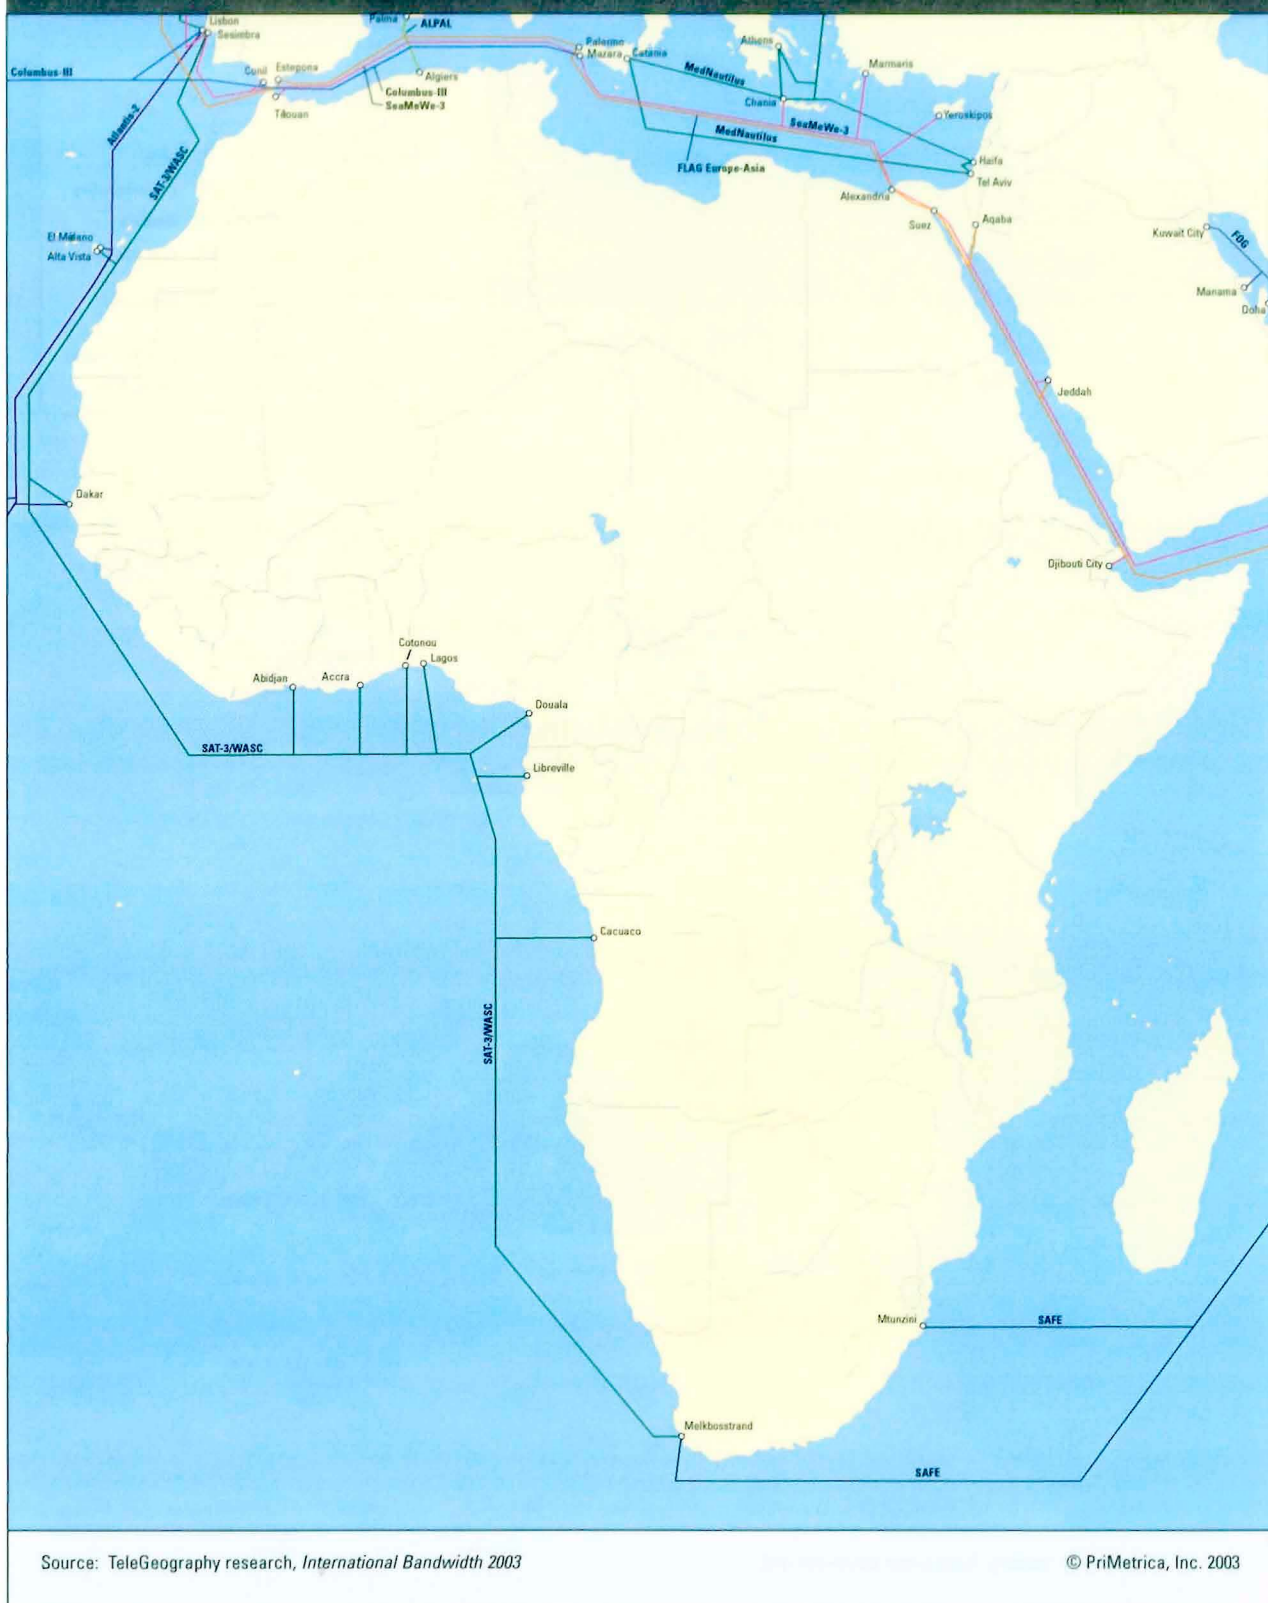 Lisbon
Palma
ALPAL
Sesimbra
Palermo
Athens
Mazara
Catania
Columbus-III
Conil
Estepona
Algiers
MedNautilus
Marmaris
Columbus-III
SeaMeWe-3
Chania
Tétouan
Atlantis-2
SeaMeWe-3
Yeroskipos
MedNautilus
SAT-3/WASC
FLAG Europe-Asia
Haifa
Tel Aviv
Alexandria
Suez
Aqaba
Kuwait City
FOG
El Médano
Alta Vista
Manama
Doha
Jeddah
Dakar
Djibouti City
Cotonou
Lagos
Abidjan
Accra
Douala
SAT-3/WASC
Libreville
Cacuaco
SAT-3/WASC
Mtunzini
SAFE
Melkbosstrand
SAFE
Source: TeleGeography research, International Bandwidth 2003
© PriMetrica, Inc. 2003